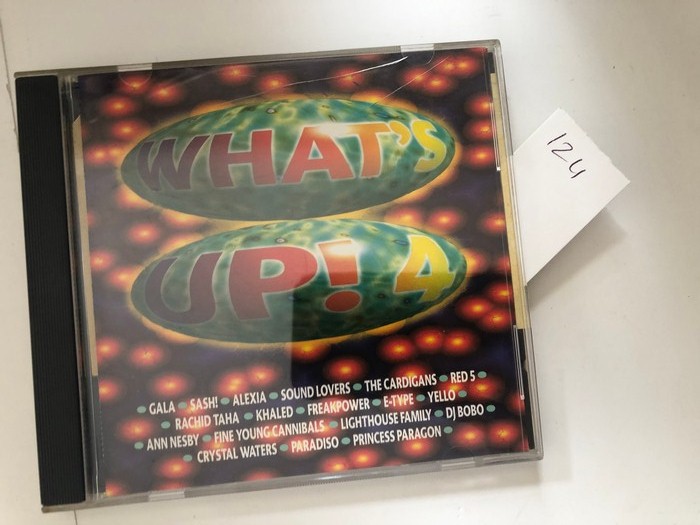 WHAT'S
UP! 4
GALA • SASH! • ALEXIA • SOUND LOVERS • THE CARDIGANS • RED 5
RACHID TAHA • KHALED • FREAKPOWER • E-TYPE • YELLO
ANN NESBY • FINE YOUNG CANNIBALS • LIGHTHOUSE FAMILY • DJ BOBO
CRYSTAL WATERS • PARADISO • PRINCESS PARAGON
124